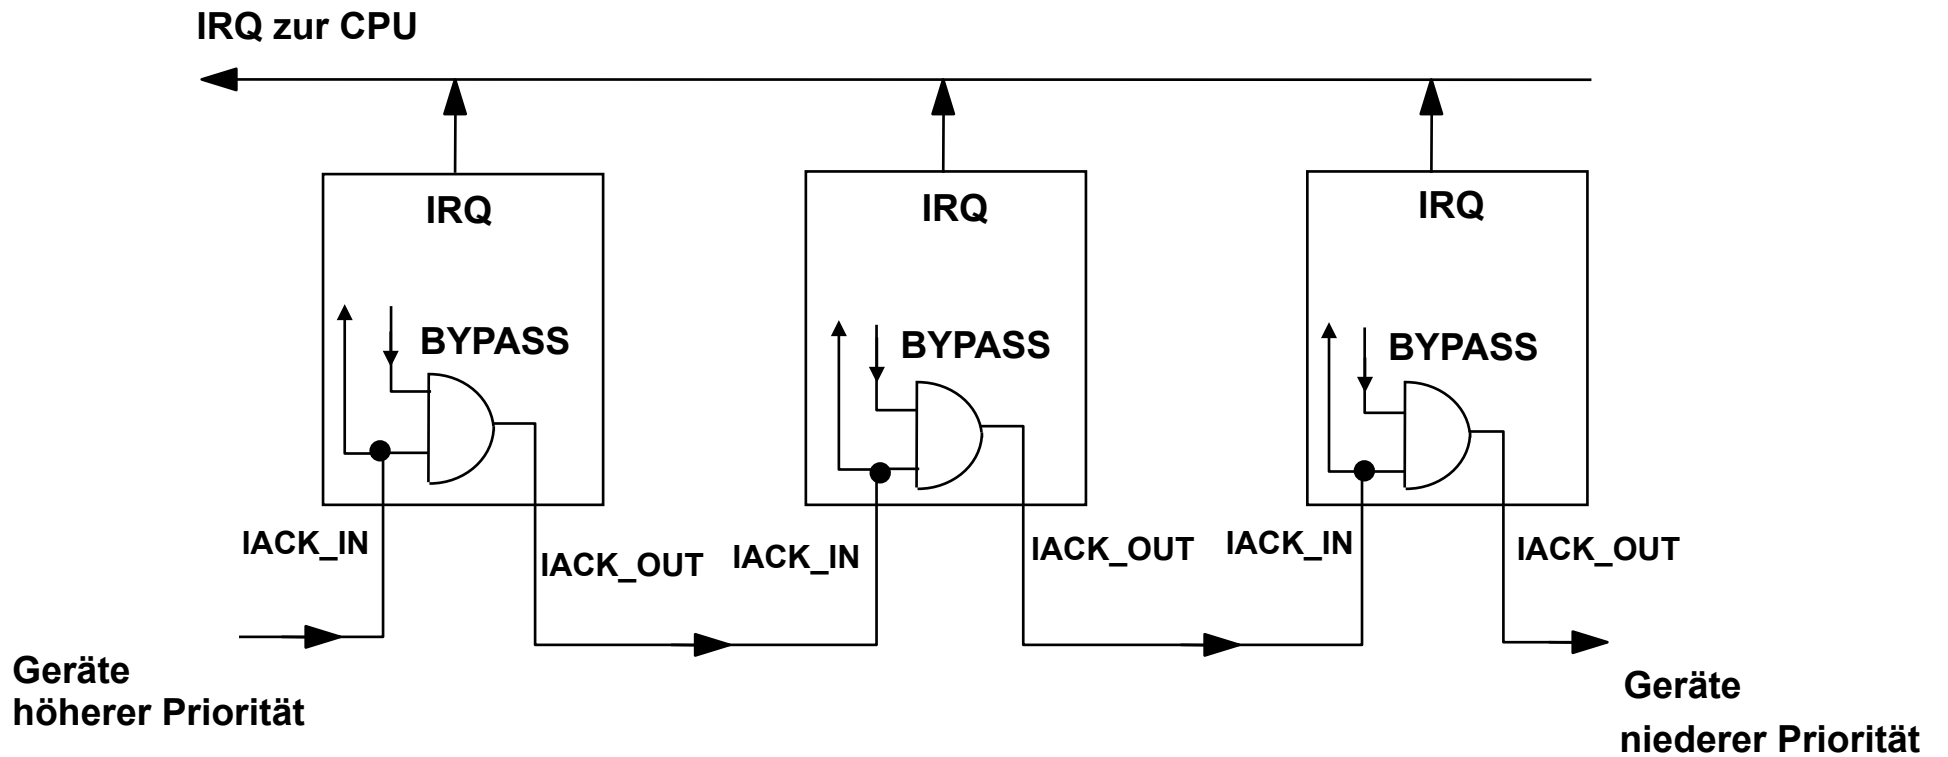 IRQ zur CPU
IRQ
IRQ
IRQ
BYPASS
BYPASS
BYPASS
IACK_IN
IACK_OUT
IACK_IN
IACK_OUT
IACK_IN
IACK_OUT
Geräte
höherer Priorität
Geräte
niederer Priorität